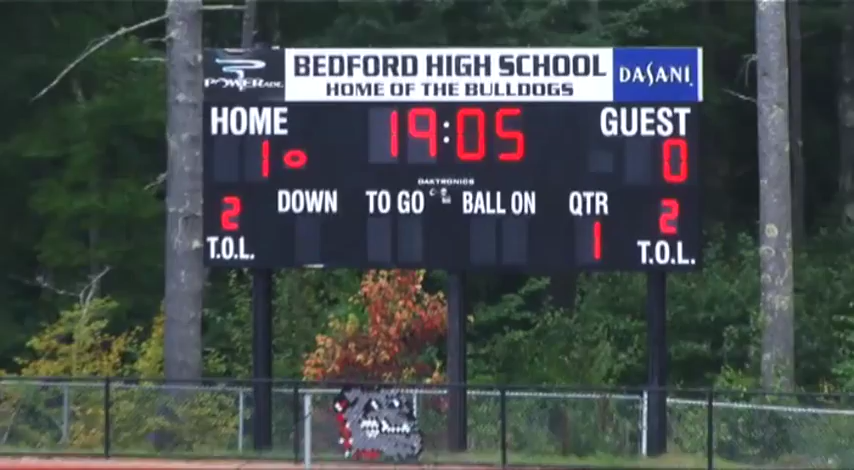 POWERADE
BEDFORD HIGH SCHOOL
HOME OF THE BULLDOGS
DASANI
HOME 19:05 GUEST
1 0
DAKTRONICS
2 DOWN TO GO BALL ON QTR 2
T.O.L. 1 T.O.L.